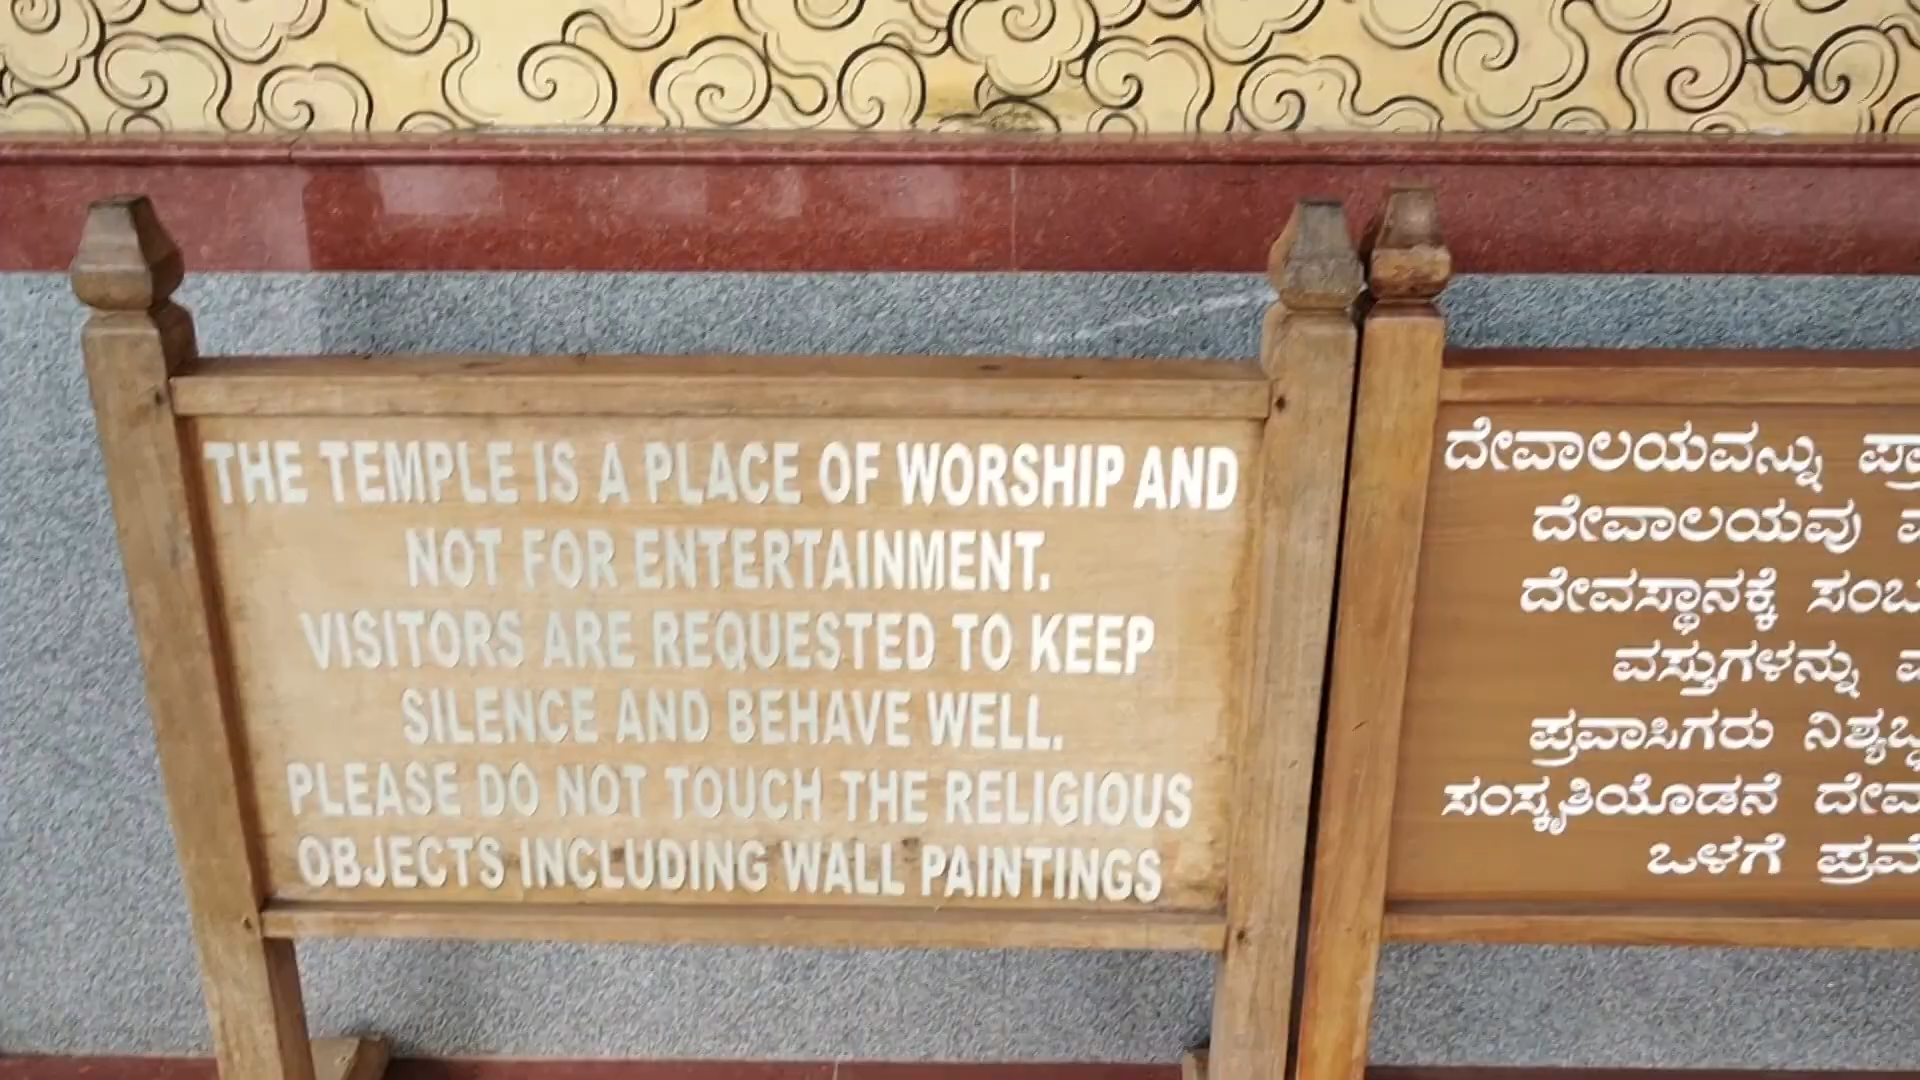 THE TEMPLE IS A PLACE OF WORSHIP AND
NOT FOR ENTERTAINMENT.
VISITORS ARE REQUESTED TO KEEP
SILENCE AND BEHAVE WELL.
PLEASE DO NOT TOUCH THE RELIGIOUS
OBJECTS INCLUDING WALL PAINTINGS
ದೇವಾಲಯವನ್ನು
ದೇವಾಲಯವು
ದೇವಸ್ಥಾನಕ್ಕೆ
ವಸ್ತುಗಳನ್ನು
ಪ್ರವಾಸಿಗರು
ಸಂಸ್ಕೃತಿಯೊಡನೆ
ಒಳಗೆ